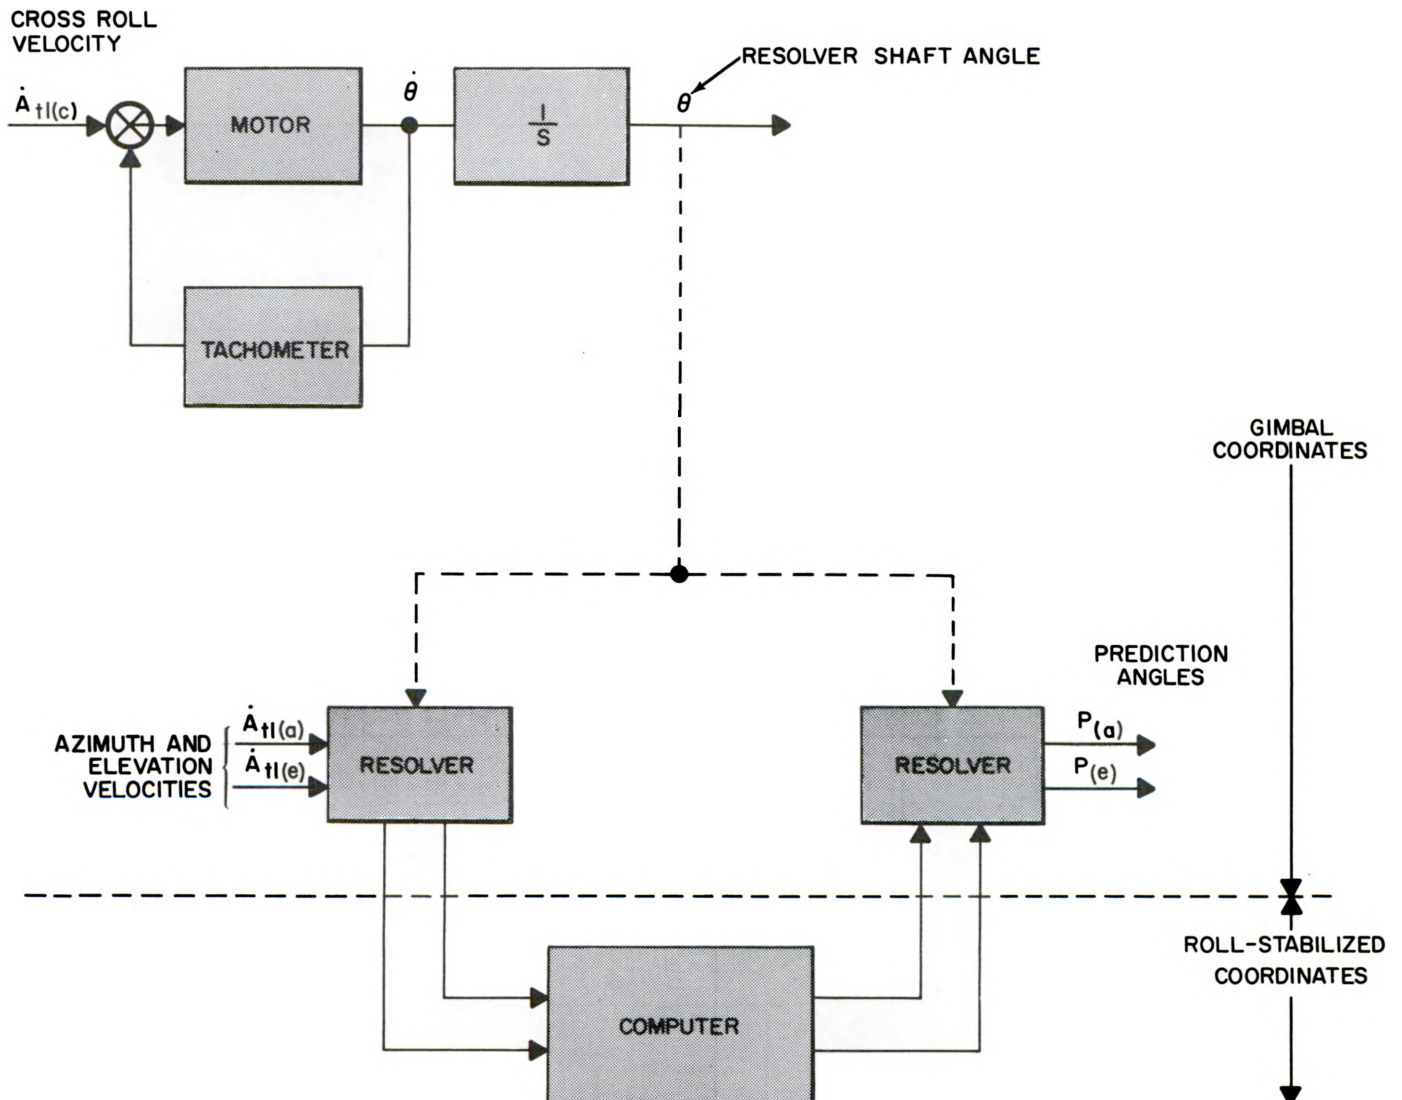 CROSS ROLL
VELOCITY
Ȧtl(c)
MOTOR
θ̇
1/S
θ
RESOLVER SHAFT ANGLE
TACHOMETER
GIMBAL
COORDINATES
PREDICTION
ANGLES
AZIMUTH AND
ELEVATION
VELOCITIES
Ȧtl(a)
Ȧtl(e)
RESOLVER
RESOLVER
P(a)
P(e)
ROLL-STABILIZED
COORDINATES
COMPUTER